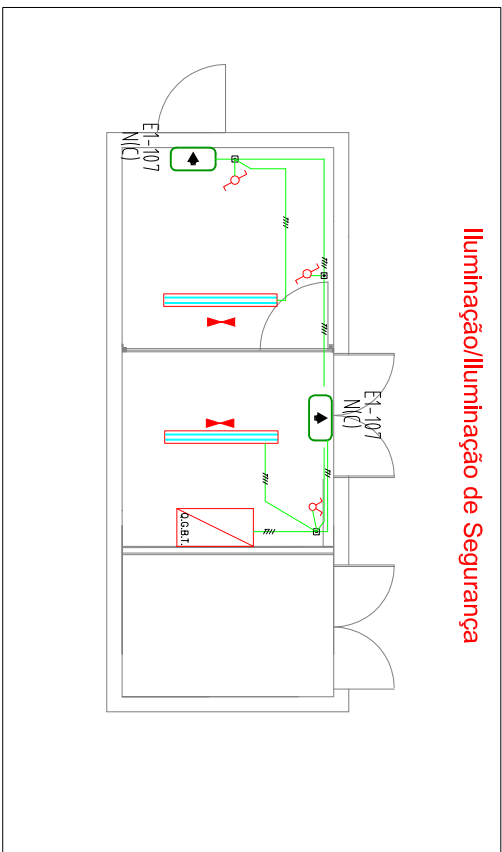 Iluminação/Iluminação de Segurança
E1-107
N(C)
E1-107
N(C)
Q.G.B.T.